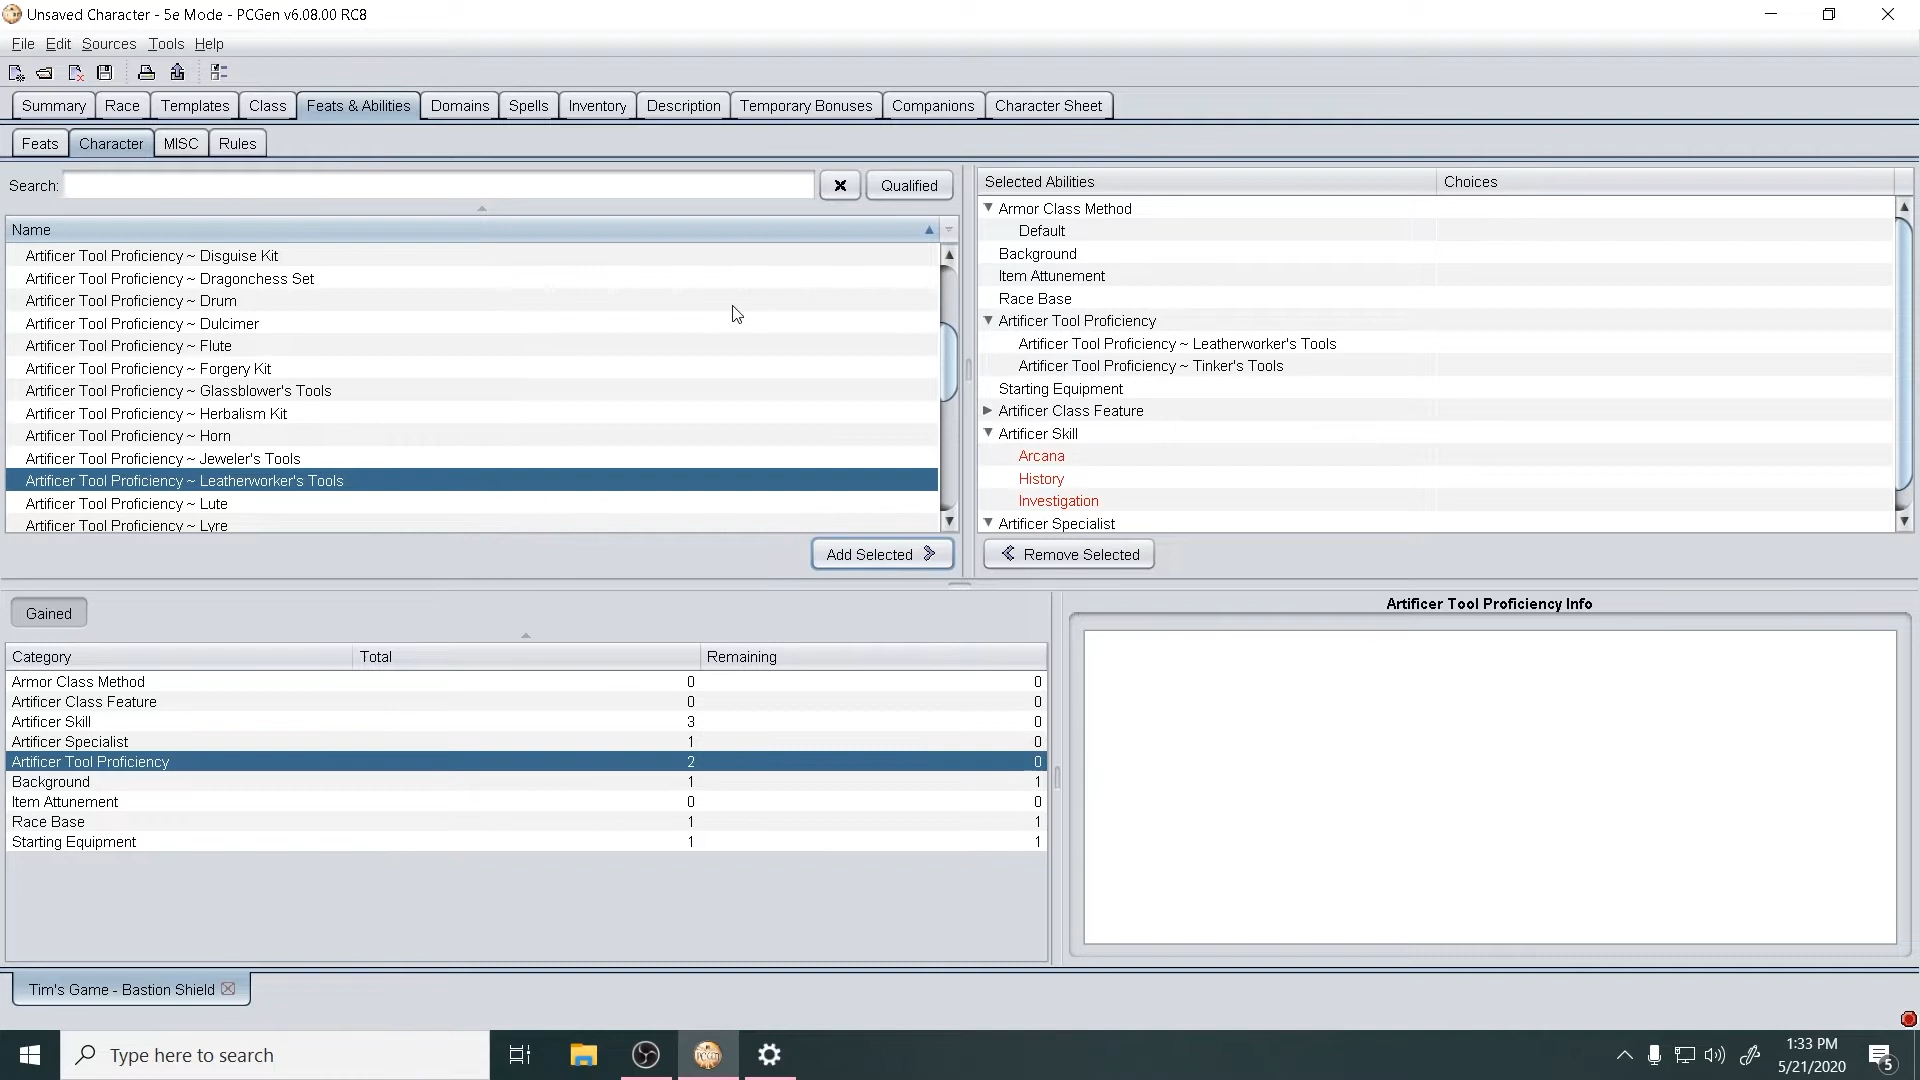 Unsaved Character - 5e Mode - PCGen v6.08.00 RC8
File Edit Sources Tools Help
Summary Race Templates Class Feats & Abilities Domains Spells Inventory Description Temporary Bonuses Companions Character Sheet
Feats Character MISC Rules
Search: Qualified
Name
Artificer Tool Proficiency ~ Disguise Kit
Artificer Tool Proficiency ~ Dragonchess Set
Artificer Tool Proficiency ~ Drum
Artificer Tool Proficiency ~ Dulcimer
Artificer Tool Proficiency ~ Flute
Artificer Tool Proficiency ~ Forgery Kit
Artificer Tool Proficiency ~ Glassblower's Tools
Artificer Tool Proficiency ~ Herbalism Kit
Artificer Tool Proficiency ~ Horn
Artificer Tool Proficiency ~ Jeweler's Tools
Artificer Tool Proficiency ~ Leatherworker's Tools
Artificer Tool Proficiency ~ Lute
Artificer Tool Proficiency ~ Lyre
Add Selected
Selected Abilities Choices
Armor Class Method
Default
Background
Item Attunement
Race Base
Artificer Tool Proficiency
Artificer Tool Proficiency ~ Leatherworker's Tools
Artificer Tool Proficiency ~ Tinker's Tools
Starting Equipment
Artificer Class Feature
Artificer Skill
Arcana
History
Investigation
Artificer Specialist
Remove Selected
Gained
Category Total Remaining
Armor Class Method 0 0
Artificer Class Feature 0 0
Artificer Skill 3 0
Artificer Specialist 1 0
Artificer Tool Proficiency 2 0
Background 1 1
Item Attunement 0 0
Race Base 1 1
Starting Equipment 1 1
Artificer Tool Proficiency Info
Tim's Game - Bastion Shield
Type here to search
PCGen
1:33 PM
5/21/2020
5